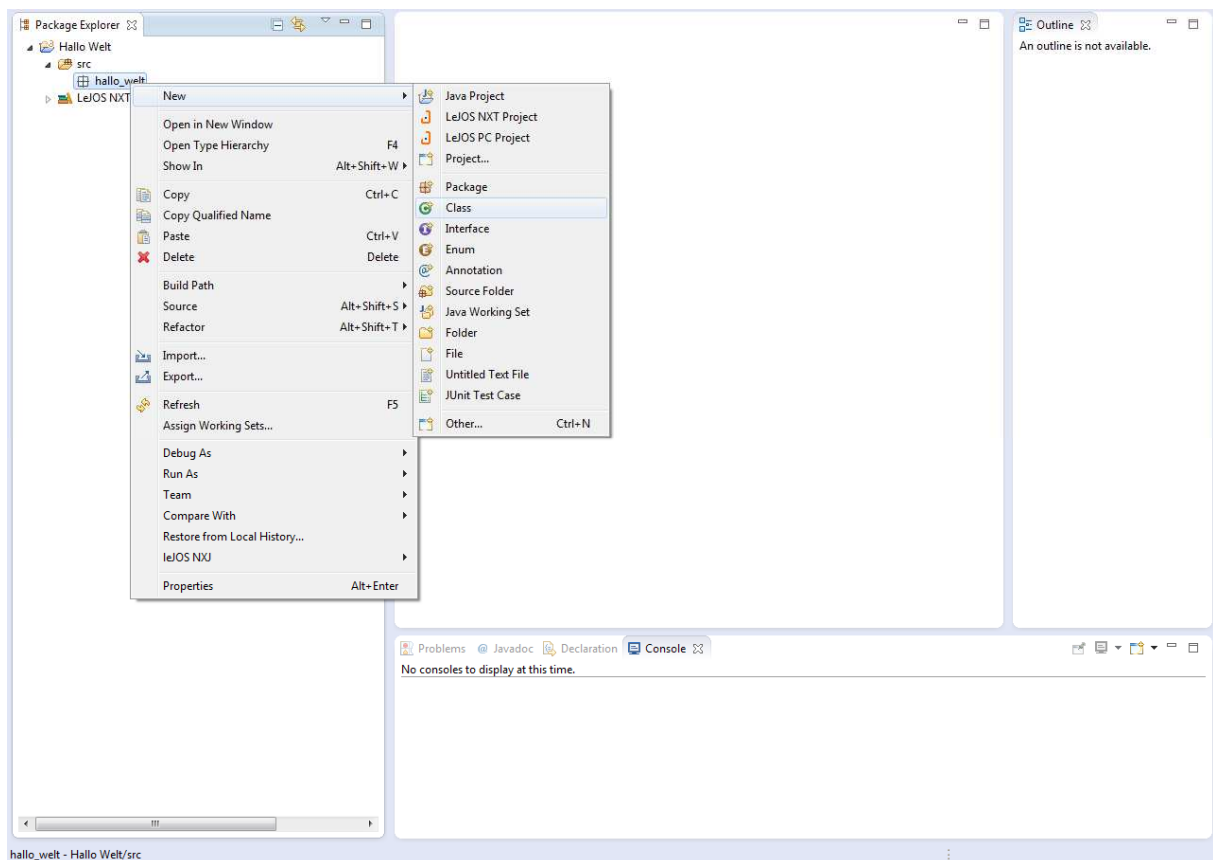 Package Explorer
Hallo Welt
src
hallo_welt
LeJOS NXT
New
Open in New Window
Open Type Hierarchy F4
Show In Alt+Shift+W
Copy Ctrl+C
Copy Qualified Name
Paste Ctrl+V
Delete Delete
Build Path
Source Alt+Shift+S
Refactor Alt+Shift+T
Import...
Export...
Refresh F5
Assign Working Sets...
Debug As
Run As
Team
Compare With
Restore from Local History...
leJOS NXJ
Properties Alt+Enter
Java Project
LeJOS NXT Project
LeJOS PC Project
Project...
Package
Class
Interface
Enum
Annotation
Source Folder
Java Working Set
Folder
File
Untitled Text File
JUnit Test Case
Other... Ctrl+N
Outline
An outline is not available.
Problems @ Javadoc Declaration Console
No consoles to display at this time.
hallo_welt - Hallo Welt/src